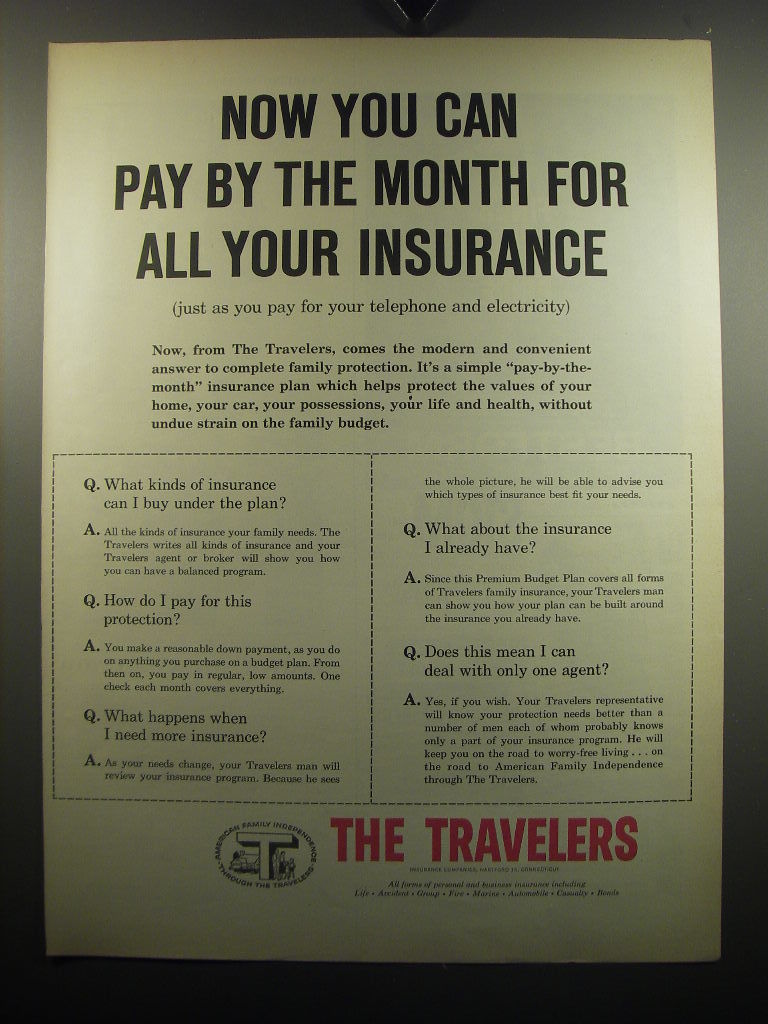 NOW YOU CAN
PAY BY THE MONTH FOR
ALL YOUR INSURANCE
(just as you pay for your telephone and electricity)
Now, from The Travelers, comes the modern and convenient
answer to complete family protection. It's a simple "pay-by-the-
month" insurance plan which helps protect the values of your
home, your car, your possessions, your life and health, without
undue strain on the family budget.
Q. What kinds of insurance
can I buy under the plan?
A. All the kinds of insurance your family needs. The
Travelers writes all kinds of insurance and your
Travelers agent or broker will show you how
you can have a balanced program.
Q. How do I pay for this
protection?
A. You make a reasonable down payment, as you do
on anything you purchase on a budget plan. From
then on, you pay in regular, low amounts. One
check each month covers everything.
Q. What happens when
I need more insurance?
A. As your needs change, your Travelers man will
review your insurance program. Because he sees
the whole picture, he will be able to advise you
which types of insurance best fit your needs.
Q. What about the insurance
I already have?
A. Since this Premium Budget Plan covers all forms
of Travelers family insurance, your Travelers man
can show you how your plan can be built around
the insurance you already have.
Q. Does this mean I can
deal with only one agent?
A. Yes, if you wish. Your Travelers representative
will know your protection needs better than a
number of men each of whom probably knows
only a part of your insurance program. He will
keep you on the road to worry-free living . . . on
the road to American Family Independence
through The Travelers.
AMERICAN FAMILY INDEPENDENCE
T
THROUGH THE TRAVELERS
THE TRAVELERS
INSURANCE COMPANIES, HARTFORD 15, CONNECTICUT
All forms of personal and business insurance including
Life • Accident • Group • Fire • Marine • Automobile • Casualty • Bonds